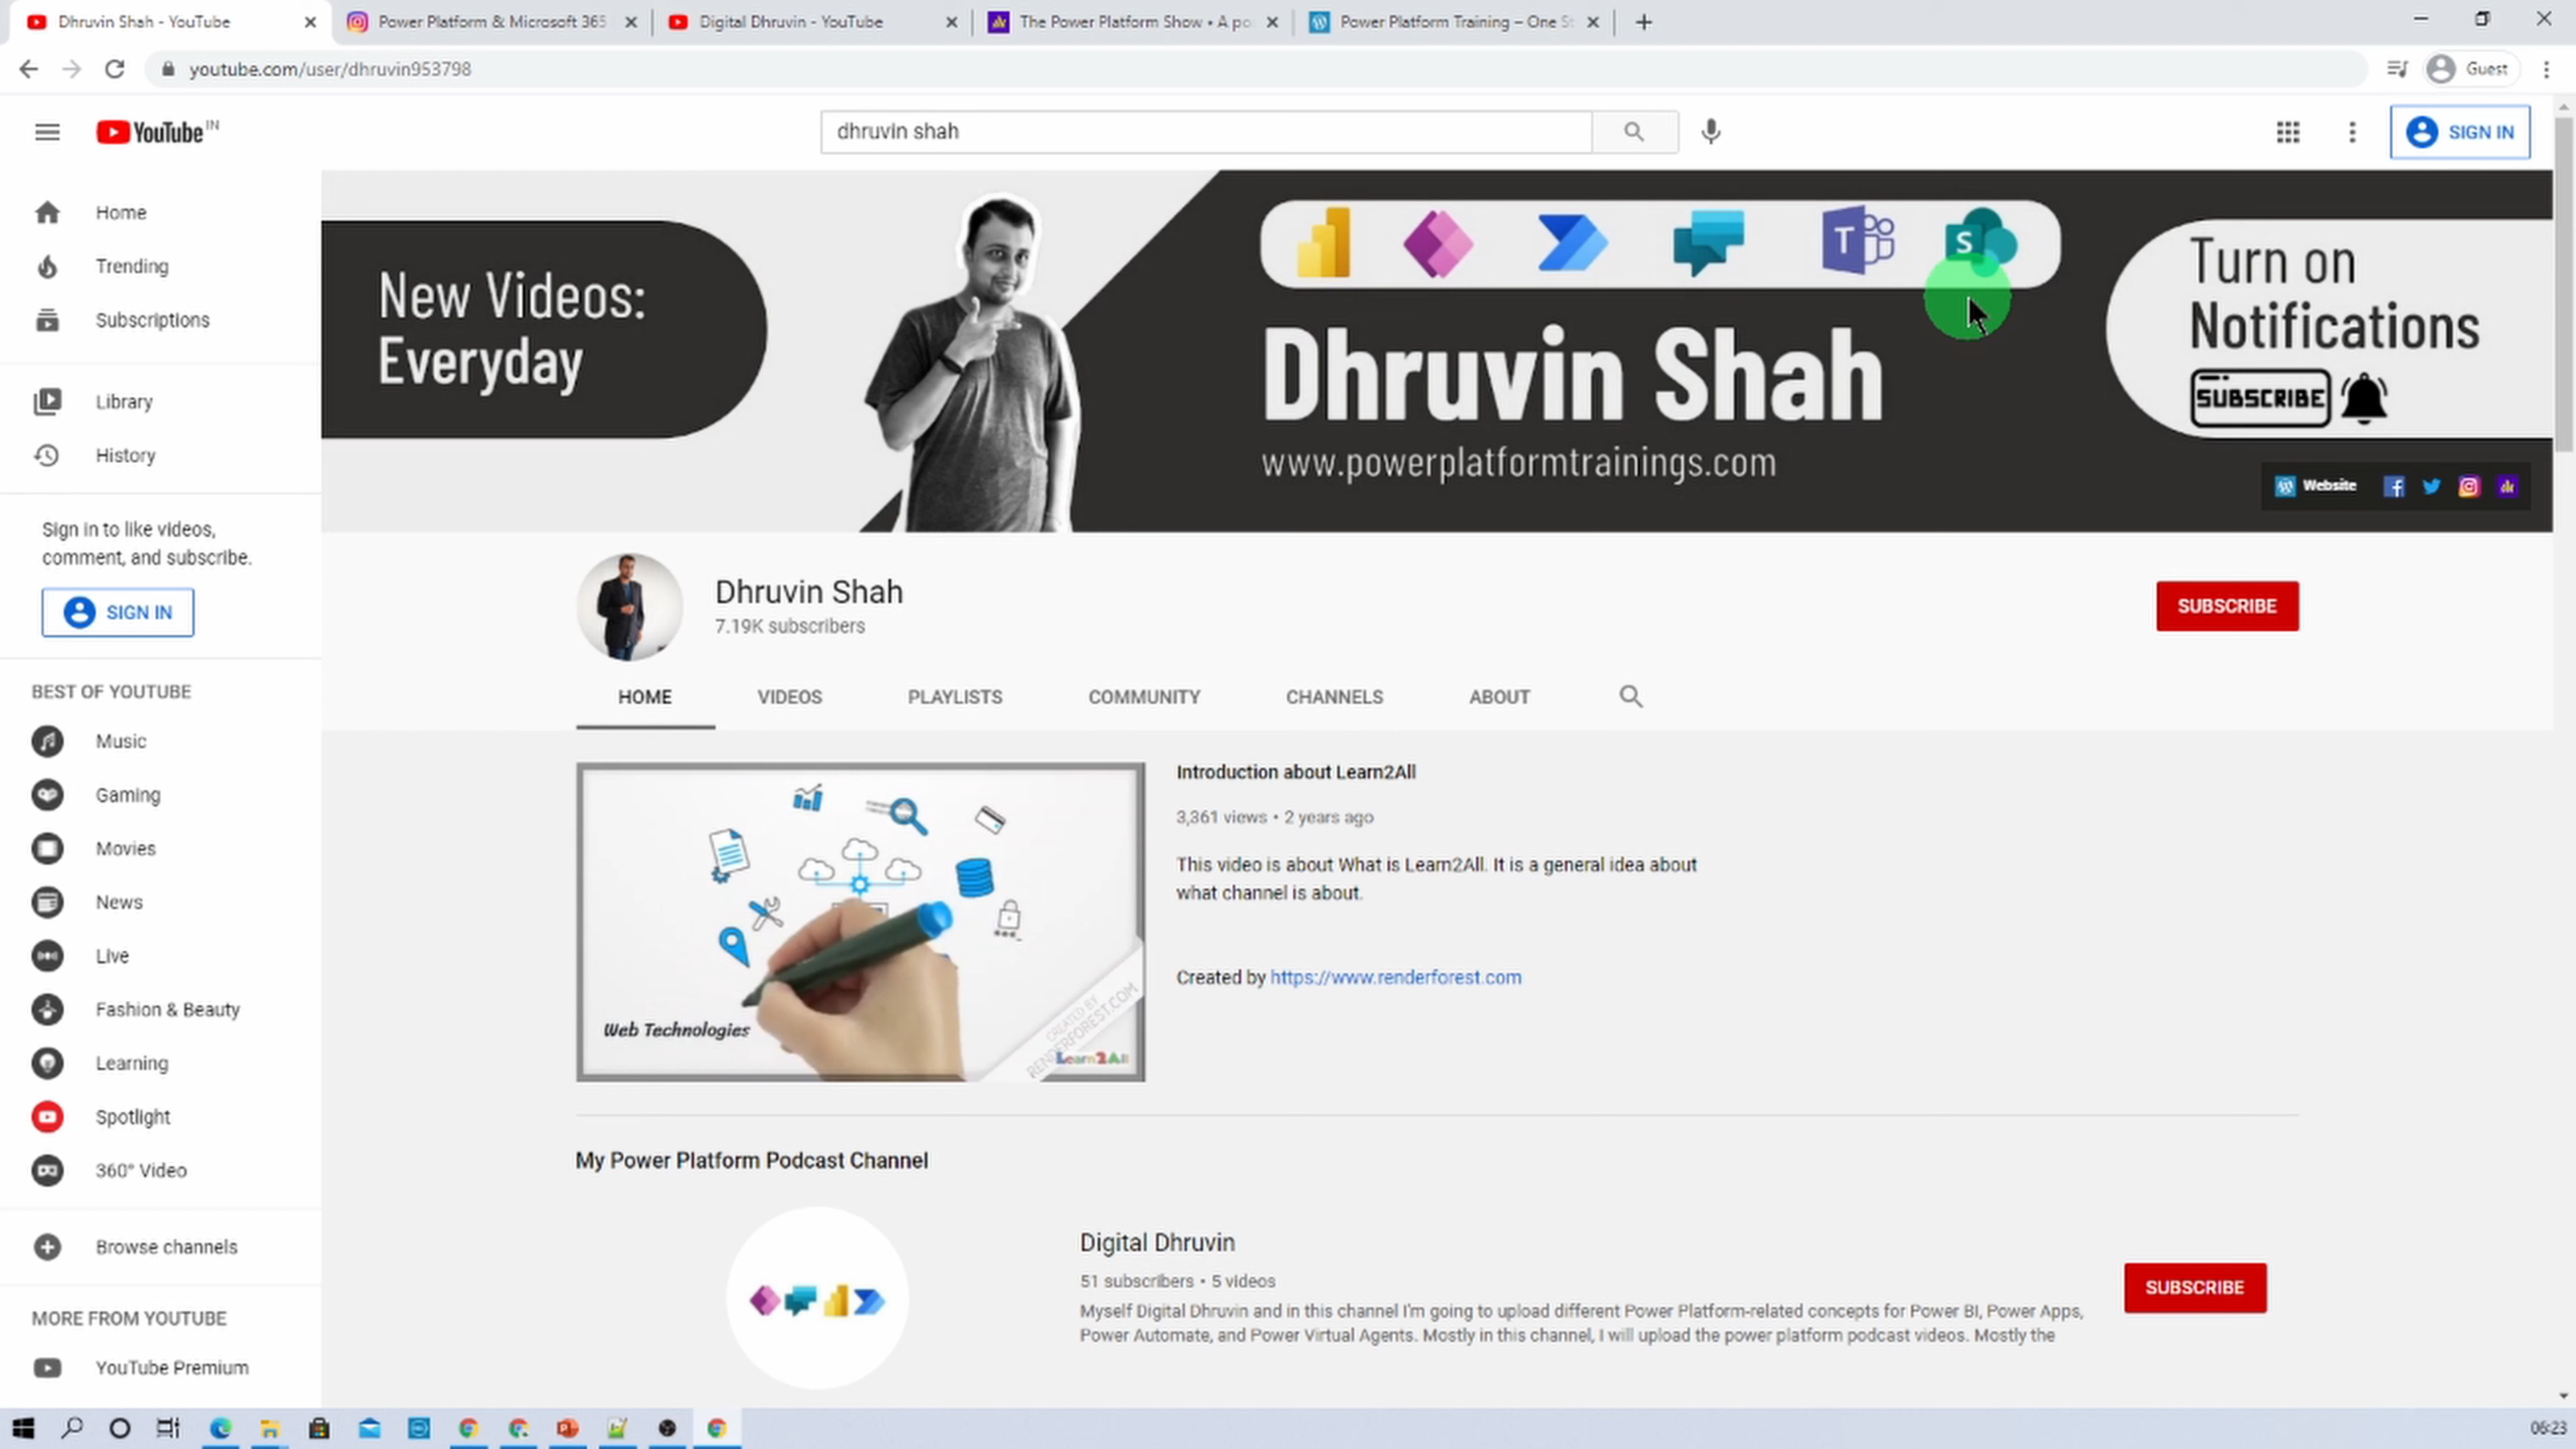 Dhruvin Shah - YouTube
Power Platform & Microsoft 365
Digital Dhruvin - YouTube
The Power Platform Show • A po
Power Platform Training – One St
youtube.com/user/dhruvin953798
Guest
YouTube IN
dhruvin shah
SIGN IN
Home
Trending
Subscriptions
Library
History
Sign in to like videos,
comment, and subscribe.
SIGN IN
BEST OF YOUTUBE
Music
Gaming
Movies
News
Live
Fashion & Beauty
Learning
Spotlight
360° Video
Browse channels
MORE FROM YOUTUBE
YouTube Premium
New Videos:
Everyday
T
S
Dhruvin Shah
www.powerplatformtrainings.com
Turn on
Notifications
SUBSCRIBE
Website
Dhruvin Shah
7.19K subscribers
SUBSCRIBE
HOME
VIDEOS
PLAYLISTS
COMMUNITY
CHANNELS
ABOUT
Web Technologies
CREATED BY
RENDERFOREST.COM
Learn2All
Introduction about Learn2All
3,361 views • 2 years ago
This video is about What is Learn2All. It is a general idea about
what channel is about.
Created by https://www.renderforest.com
My Power Platform Podcast Channel
Digital Dhruvin
51 subscribers • 5 videos
Myself Digital Dhruvin and in this channel I'm going to upload different Power Platform-related concepts for Power BI, Power Apps,
Power Automate, and Power Virtual Agents. Mostly in this channel, I will upload the power platform podcast videos. Mostly the
SUBSCRIBE
06:23